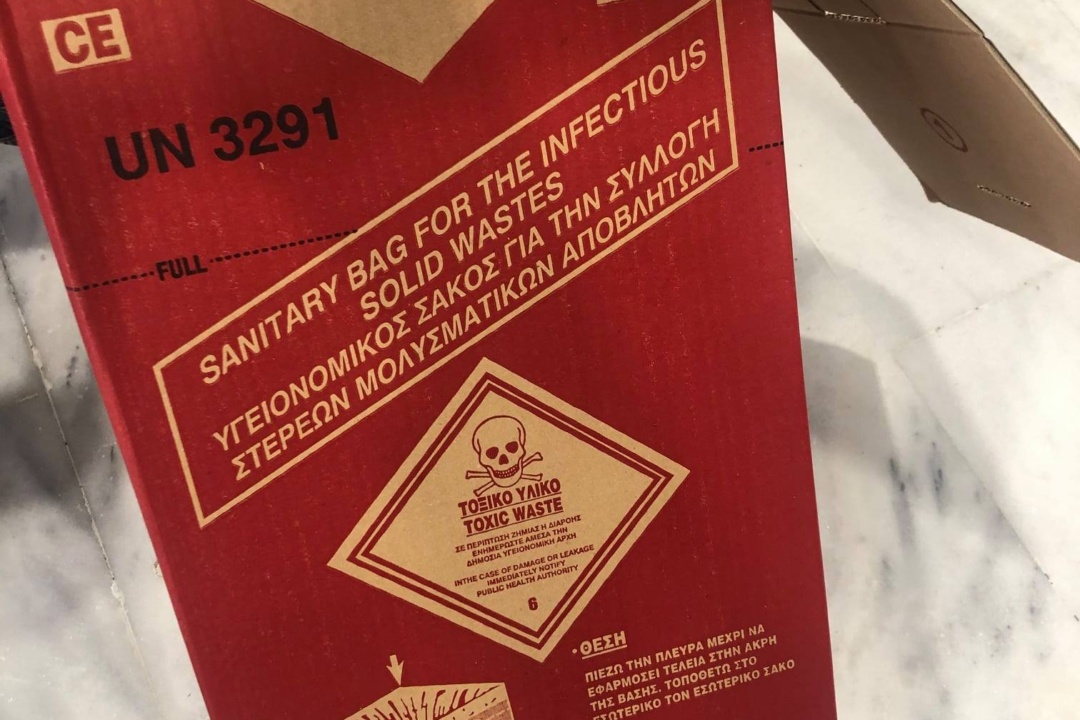 CE
UN 3291
FULL
SANITARY BAG FOR THE INFECTIOUS
SOLID WASTES
ΥΓΕΙΟΝΟΜΙΚΟΣ ΣΑΚΟΣ ΓΙΑ ΤΗΝ ΣΥΛΛΟΓΗ
ΣΤΕΡΕΩΝ ΜΟΛΥΣΜΑΤΙΚΩΝ ΑΠΟΒΛΗΤΩΝ
ΤΟΞΙΚΟ ΥΛΙΚΟ
TOXIC WASTE
ΣΕ ΠΕΡΙΠΤΩΣΗ ΖΗΜΙΑΣ Η ΔΙΑΡΟΗΣ
ΕΝΗΜΕΡΩΣΤΕ ΑΜΕΣΑ ΤΗΝ
ΔΗΜΟΣΙΑ ΥΓΕΙΟΝΟΜΙΚΗ ΑΡΧΗ
INTHE CASE OF DAMAGE OR LEAKAGE
IMMEDIATELY NOTIFY
PUBLIC HEALTH AUTHORITY
6
• ΘΕΣΗ
ΠΙΕΖΩ ΤΗΝ ΠΛΕΥΡΑ ΜΕΧΡΙ ΝΑ
ΕΦΑΡΜΟΣΕΙ ΤΕΛΕΙΑ ΣΤΗΝ ΑΚΡΗ
ΤΗΣ ΒΑΣΗΣ. ΤΟΠΟΘΕΤΩ ΣΤΟ
ΕΣΩΤΕΡΙΚΟ ΤΟΝ ΕΣΩΤΕΡΙΚΟ ΣΑΚΟ